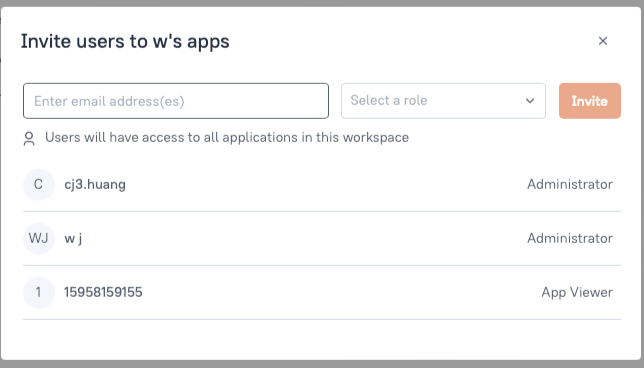 Invite users to w's apps
Enter email address(es)
Select a role
Invite
Users will have access to all applications in this workspace
C
cj3.huang
Administrator
WJ
w j
Administrator
1
15958159155
App Viewer